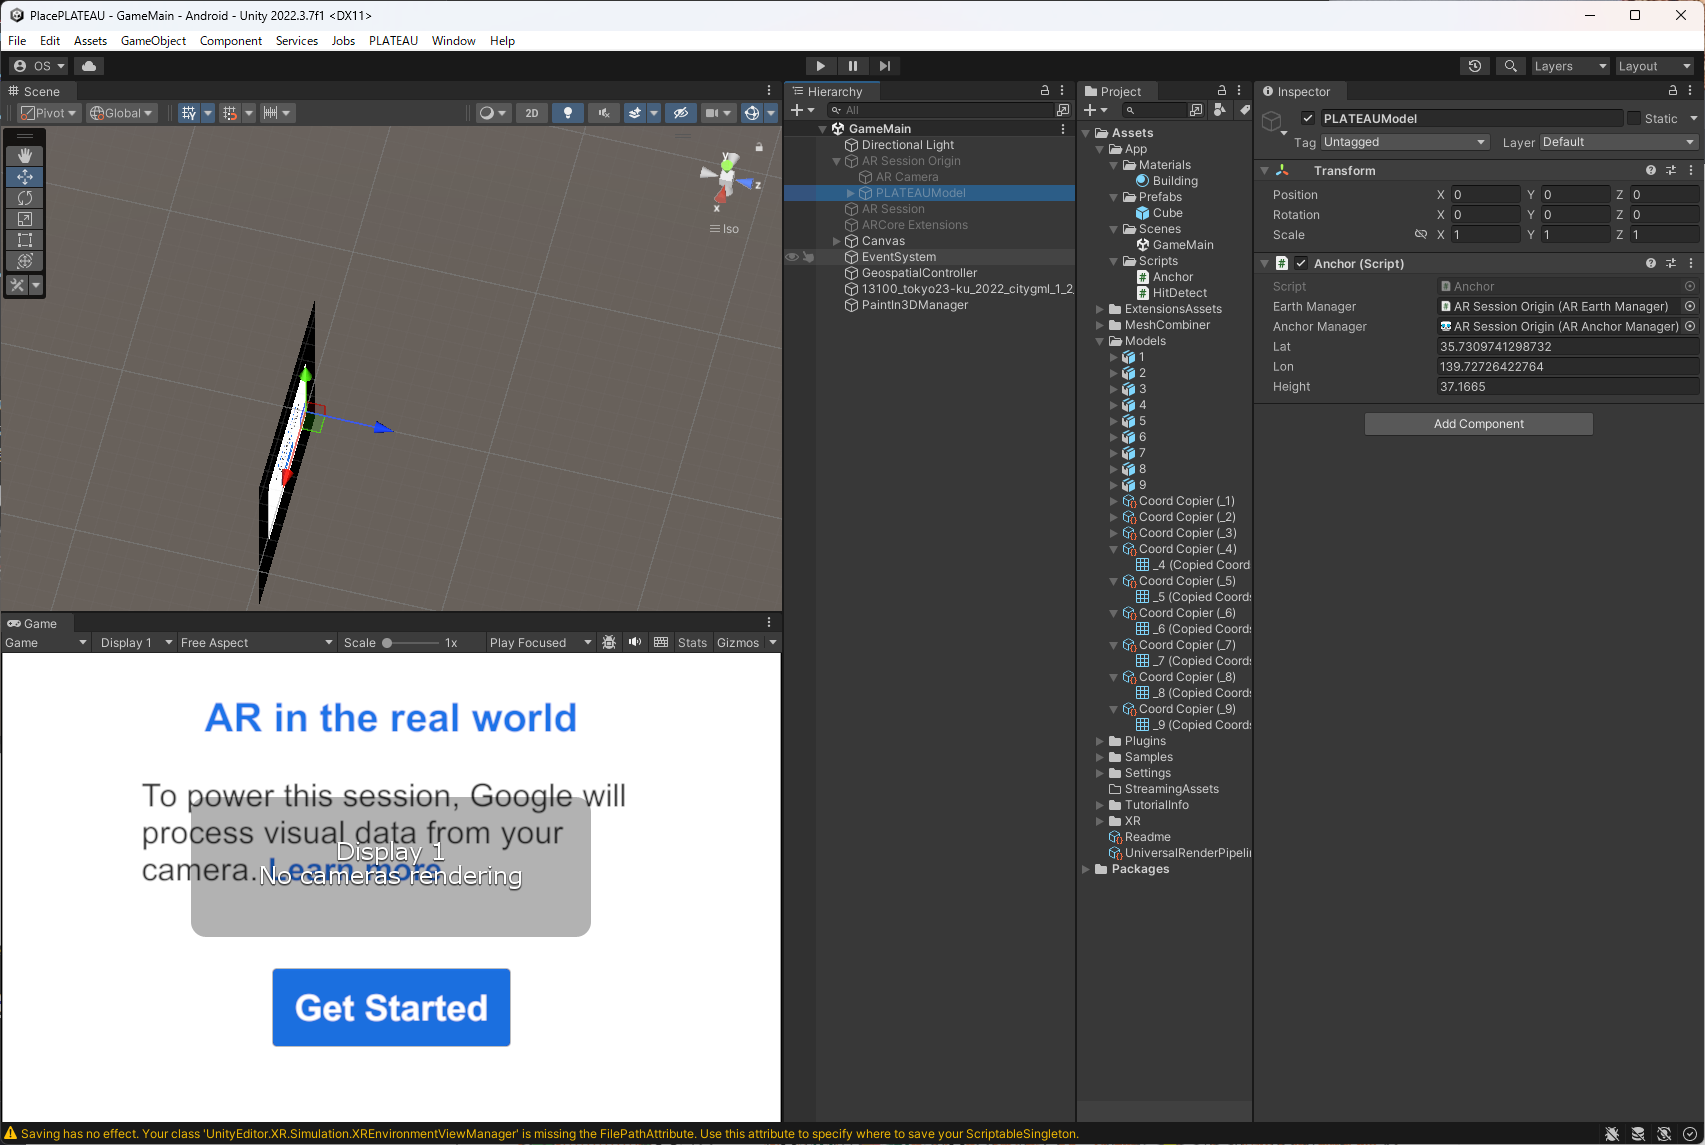 PlacePLATEAU - GameMain - Android - Unity 2022.3.7f1 <DX11>
File Edit Assets GameObject Component Services Jobs PLATEAU Window Help
OS
Layers
Layout
Scene
Pivot
Global
2D
y
z
x
Iso
Game
Game
Display 1
Free Aspect
Scale
1x
Play Focused
Stats
Gizmos
AR in the real world
To power this session, Google will
process visual data from your
camera. Learn more
Display 1
No cameras rendering
Get Started
Hierarchy
All
GameMain
Directional Light
AR Session Origin
AR Camera
PLATEAUModel
AR Session
ARCore Extensions
Canvas
EventSystem
GeospatialController
13100_tokyo23-ku_2022_citygml_1_2_
PaintIn3DManager
Project
Assets
App
Materials
Building
Prefabs
Cube
Scenes
GameMain
Scripts
Anchor
HitDetect
ExtensionsAssets
MeshCombiner
Models
1
2
3
4
5
6
7
8
9
Coord Copier (_1)
Coord Copier (_2)
Coord Copier (_3)
Coord Copier (_4)
_4 (Copied Coord
Coord Copier (_5)
_5 (Copied Coords
Coord Copier (_6)
_6 (Copied Coords
Coord Copier (_7)
_7 (Copied Coords
Coord Copier (_8)
_8 (Copied Coords
Coord Copier (_9)
_9 (Copied Coords
Plugins
Samples
Settings
StreamingAssets
TutorialInfo
XR
Readme
UniversalRenderPipelin
Packages
Inspector
PLATEAUModel
Static
Tag Untagged
Layer Default
Transform
Position X 0 Y 0 Z 0
Rotation X 0 Y 0 Z 0
Scale X 1 Y 1 Z 1
Anchor (Script)
Script Anchor
Earth Manager AR Session Origin (AR Earth Manager)
Anchor Manager AR Session Origin (AR Anchor Manager)
Lat 35.7309741298732
Lon 139.72726422764
Height 37.1665
Add Component
Saving has no effect. Your class 'UnityEditor.XR.Simulation.XREnvironmentViewManager' is missing the FilePathAttribute. Use this attribute to specify where to save your ScriptableSingleton.